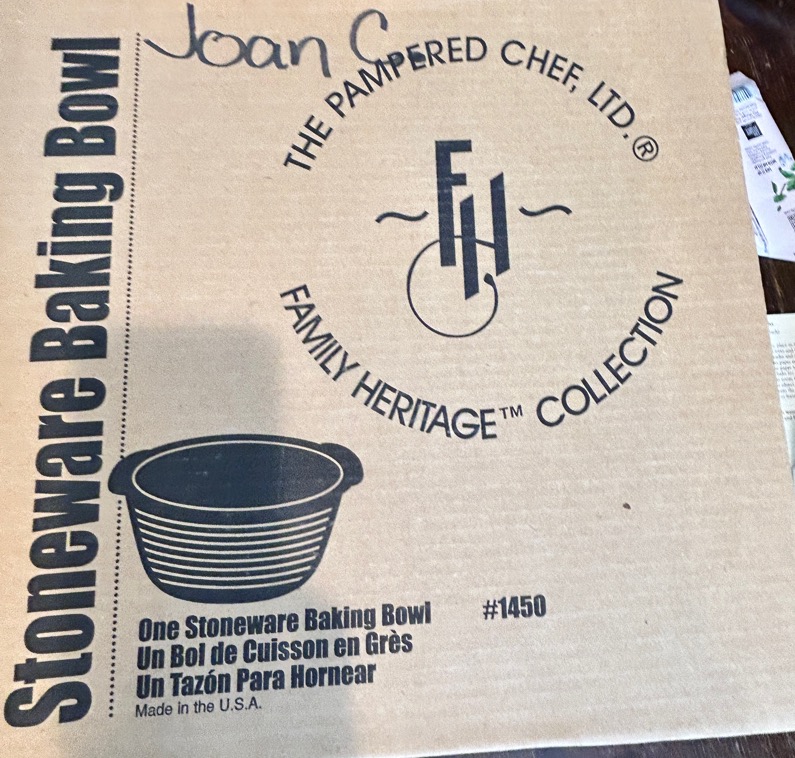 Joan C
Stoneware Baking Bowl
THE PAMPERED CHEF, LTD.®
FH
FAMILY HERITAGE™ COLLECTION
One Stoneware Baking Bowl #1450
Un Bol de Cuisson en Grès
Un Tazón Para Hornear
Made in the U.S.A.